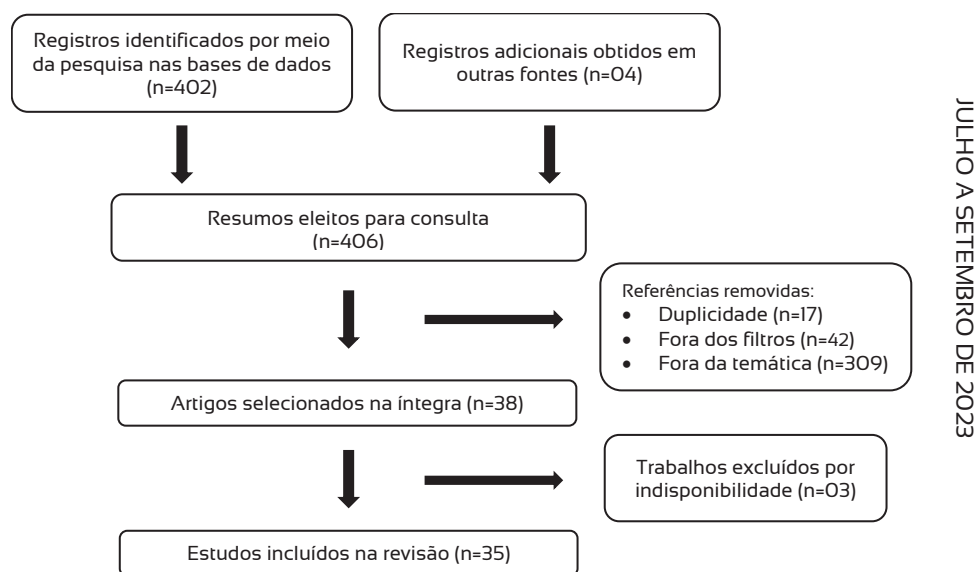 Registros identificados por meio
da pesquisa nas bases de dados
(n=402)
Registros adicionais obtidos em
outras fontes (n=04)
Resumos eleitos para consulta
(n=406)
Referências removidas:
• Duplicidade (n=17)
• Fora dos filtros (n=42)
• Fora da temática (n=309)
Artigos selecionados na íntegra (n=38)
Trabalhos excluídos por
indisponibilidade (n=03)
Estudos incluídos na revisão (n=35)
JULHO A SETEMBRO DE 2023